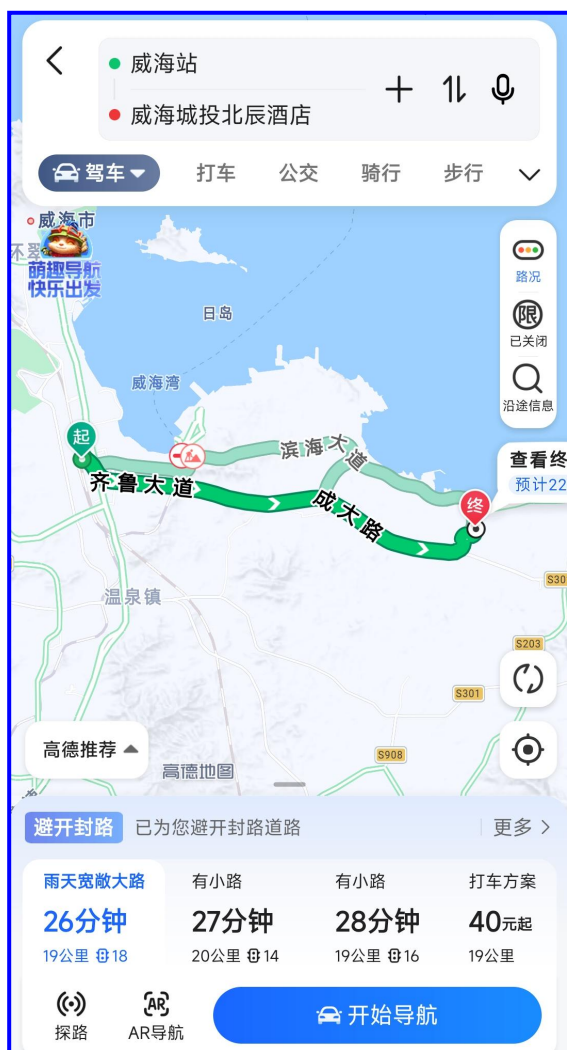 威海站
威海城投北辰酒店
驾车
打车
公交
骑行
步行
威海市
环翠
萌趣导航
快乐出发
路况
限
已关闭
沿途信息
日岛
威海湾
起
滨海大道
查看终
预计22
齐鲁大道
成大路
终
温泉镇
S30
S203
S301
S908
高德推荐
高德地图
避开封路
已为您避开封路道路
更多
雨天宽敞大路
有小路
有小路
打车方案
26分钟
27分钟
28分钟
40元起
19公里 18
20公里 14
19公里 16
19公里
探路
AR
AR导航
开始导航